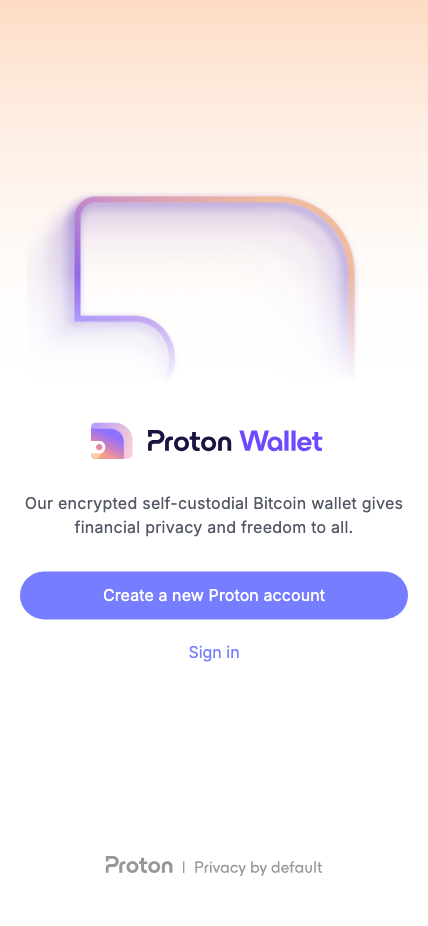 Proton Wallet
Our encrypted self-custodial Bitcoin wallet gives
financial privacy and freedom to all.
Create a new Proton account
Sign in
Proton | Privacy by default